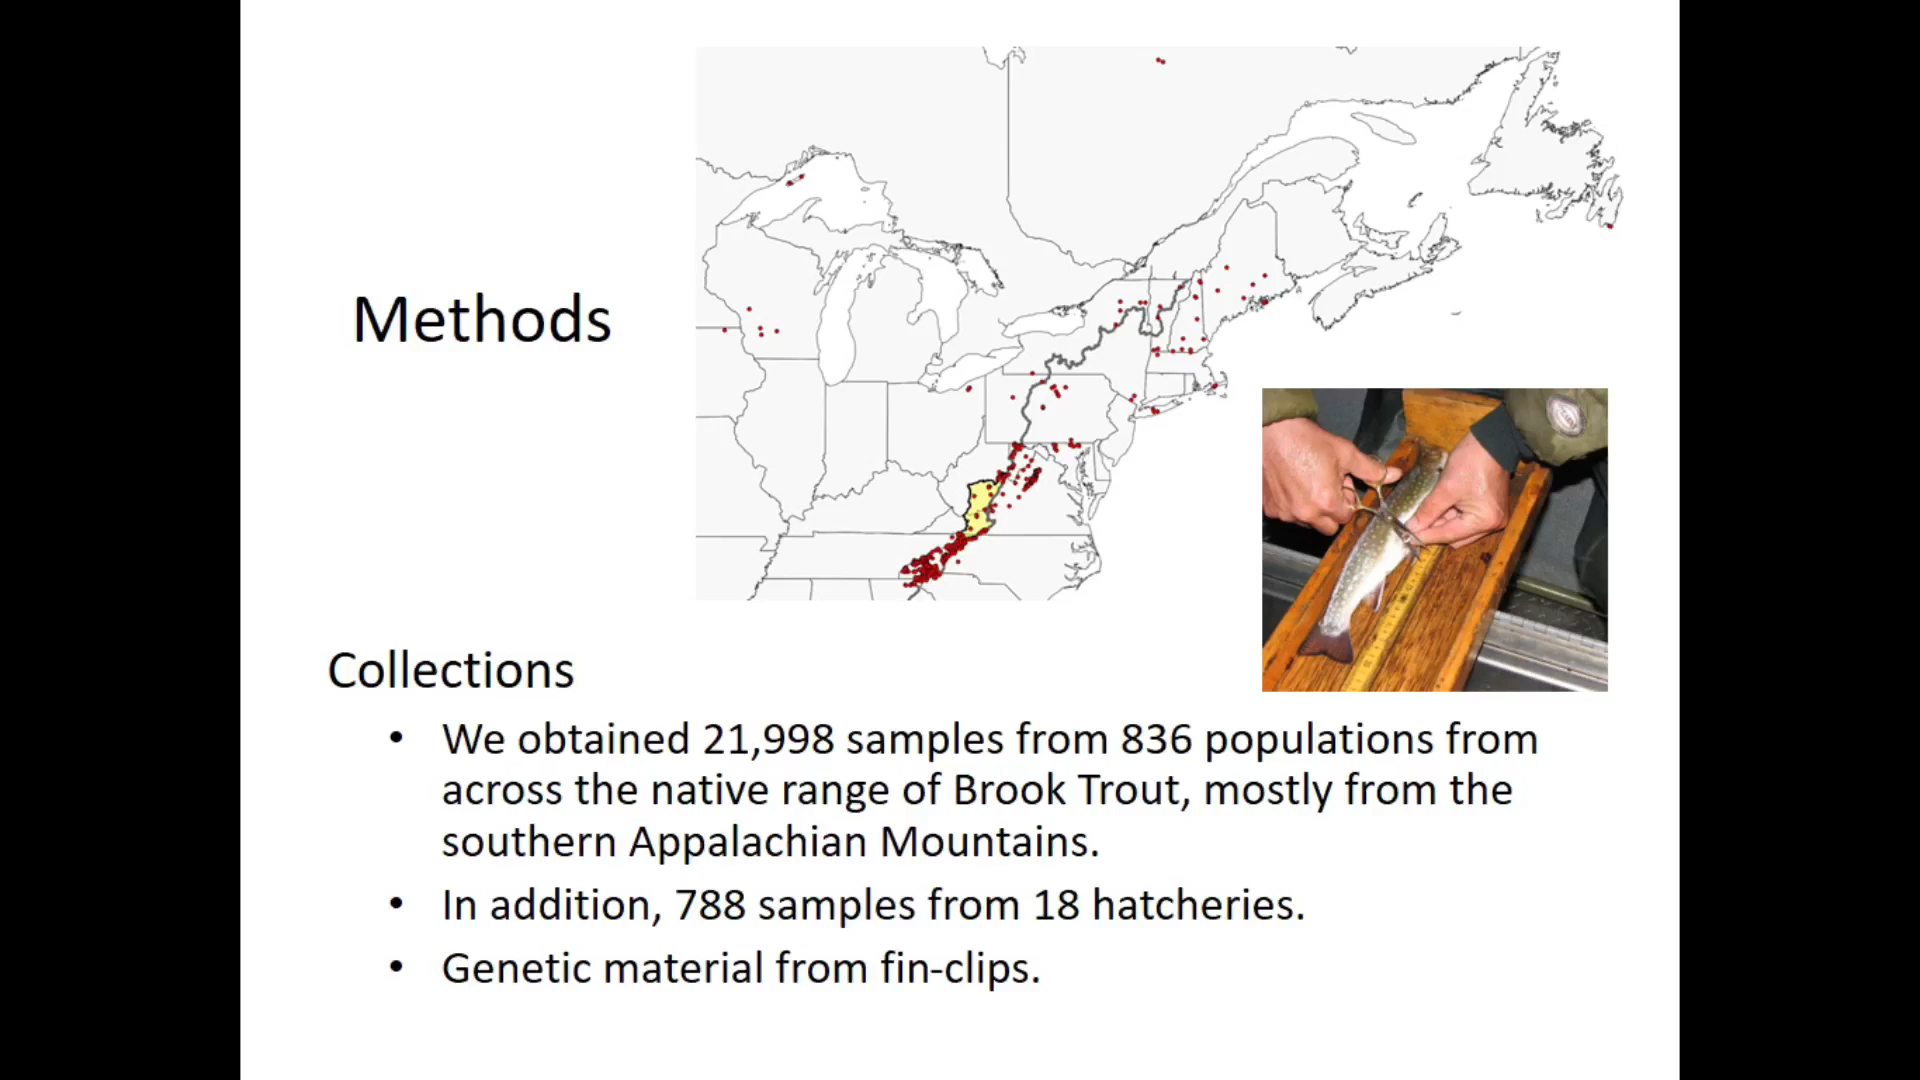 Methods
Collections
• We obtained 21,998 samples from 836 populations from
across the native range of Brook Trout, mostly from the
southern Appalachian Mountains.
• In addition, 788 samples from 18 hatcheries.
• Genetic material from fin-clips.